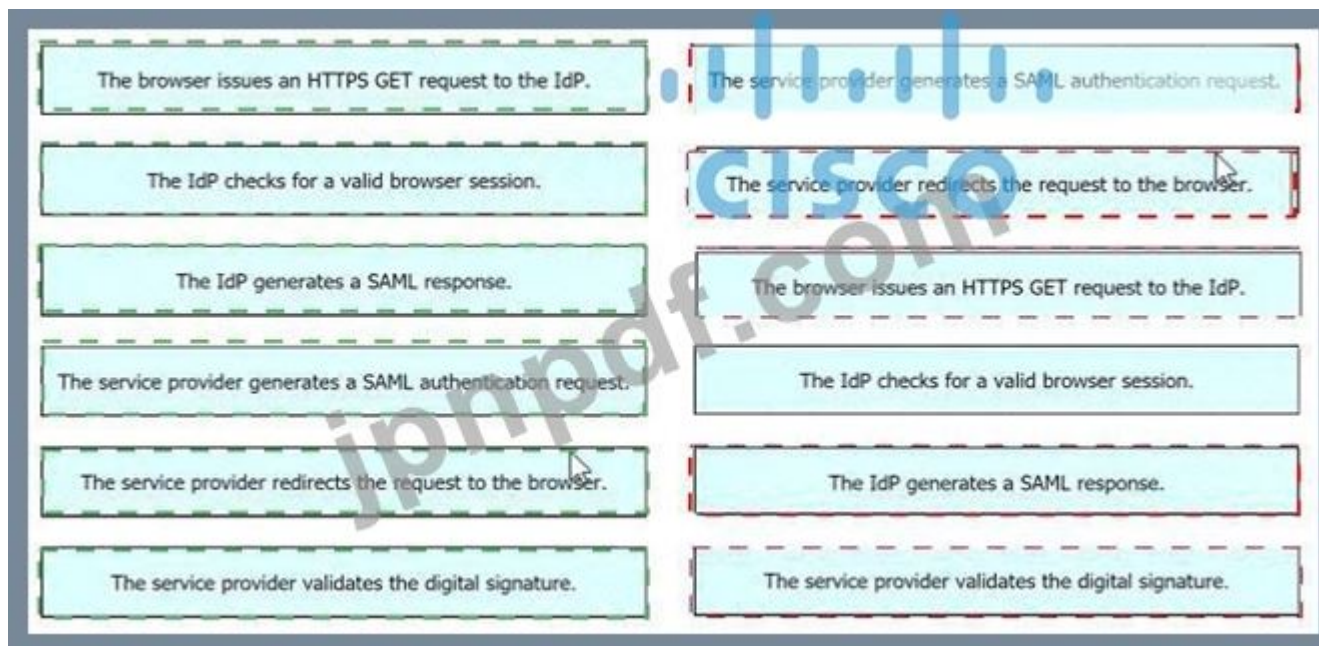 The browser issues an HTTPS GET request to the IdP.
The IdP checks for a valid browser session.
The IdP generates a SAML response.
The service provider generates a SAML authentication request.
The service provider redirects the request to the browser.
The service provider validates the digital signature.
The service provider generates a SAML authentication request.
The service provider redirects the request to the browser.
The browser issues an HTTPS GET request to the IdP.
The IdP checks for a valid browser session.
The IdP generates a SAML response.
The service provider validates the digital signature.
CISCO
jpnpdf.com